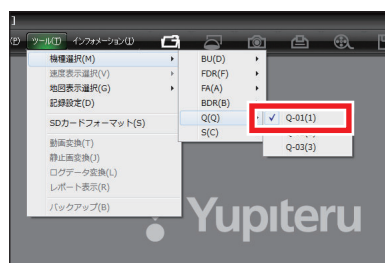 ]
(P) ツール(T) インフォメーション(I)
機種選択(M)
速度表示選択(V)
地図表示選択(G)
記録設定(D)
SDカードフォーマット(S)
動画変換(T)
静止画変換(J)
ログデータ変換(L)
レポート表示(R)
バックアップ(B)
BU(D)
FDR(F)
FA(A)
BDR(B)
Q(Q)
S(C)
✓ Q-01(1)
Q-03(3)
Yupiteru